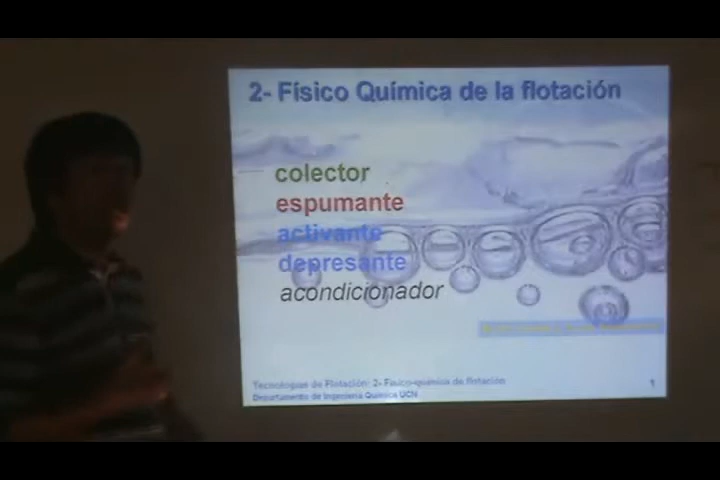 2- Físico Química de la flotación
colector
espumante
activante
depresante
acondicionador
Tecnologías de Flotación: 2- Físico-química de flotación
1
Departamento de Ingeniería Química UCN